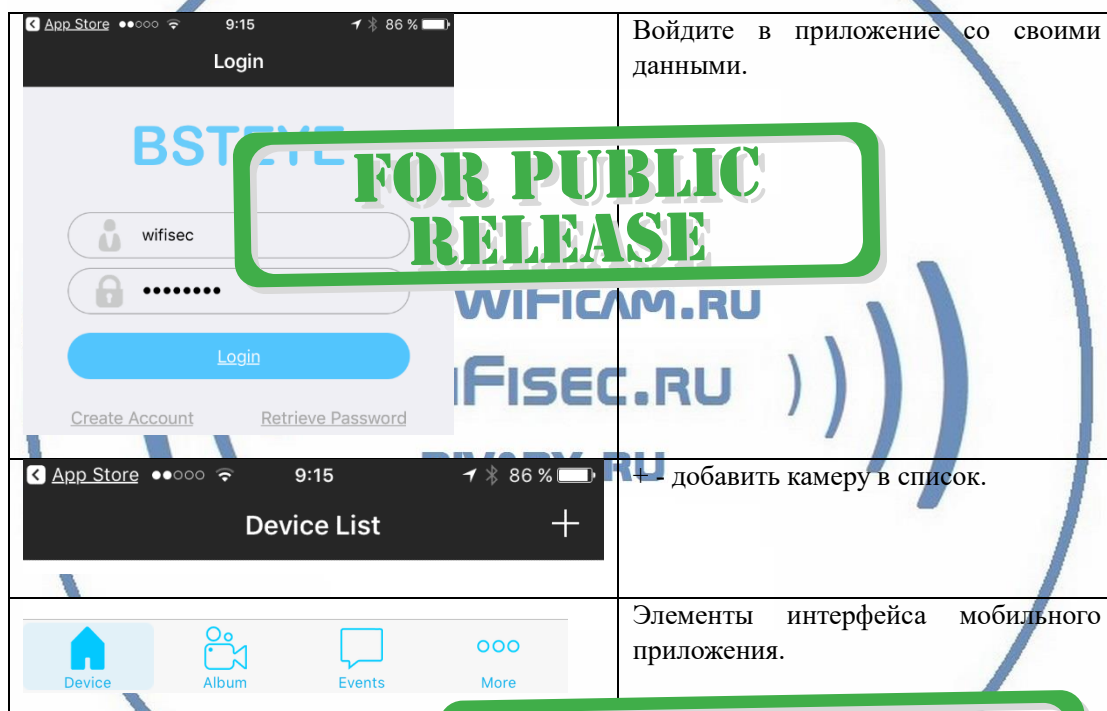 App Store 9:15 86 %
Login
BSTEYE
wifisec
Login
Create Account Retrieve Password
Войдите в приложение со своими
данными.
FOR PUBLIC
RELEASE
WIFICAM.RU
FISEC.RU
App Store 9:15 86 %
Device List +
+ - добавить камеру в список.
Device Album Events More
Элементы интерфейса мобильного
приложения.